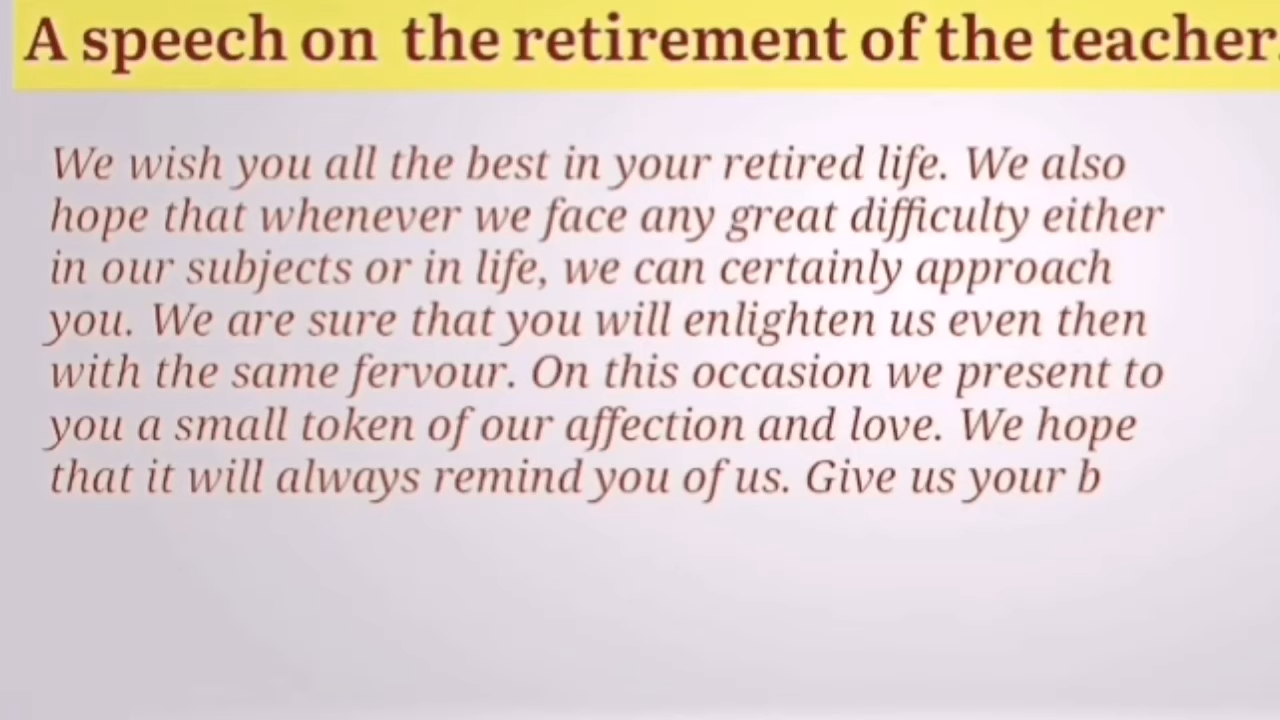 A speech on the retirement of the teacher.
We wish you all the best in your retired life. We also
hope that whenever we face any great difficulty either
in our subjects or in life, we can certainly approach
you. We are sure that you will enlighten us even then
with the same fervour. On this occasion we present to
you a small token of our affection and love. We hope
that it will always remind you of us. Give us your b